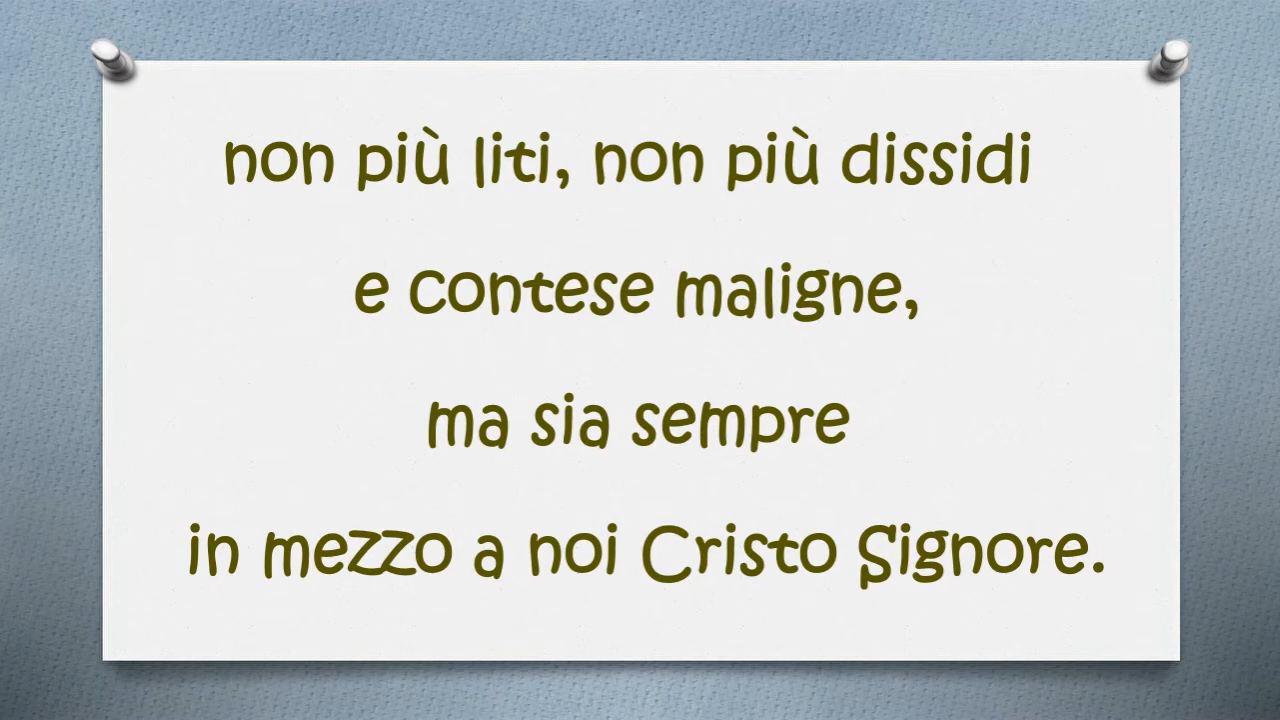 non più liti, non più dissidi
e contese maligne,
ma sia sempre
in mezzo a noi Cristo Signore.